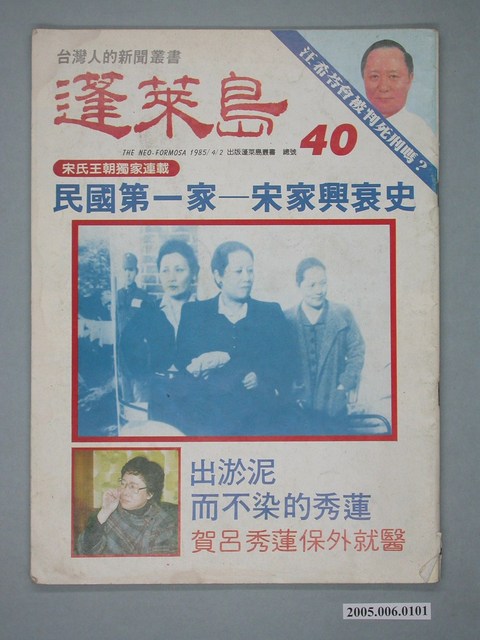 台灣人的新聞叢書
蓬萊島
汪希苓會被判死刑嗎？
THE NEO-FORMOSA 1985/4/2 出版蓬萊島叢書 總號 40
宋氏王朝獨家連載
民國第一家—宋家興衰史
出淤泥
而不染的秀蓮
賀呂秀蓮保外就醫
2005.006.0101